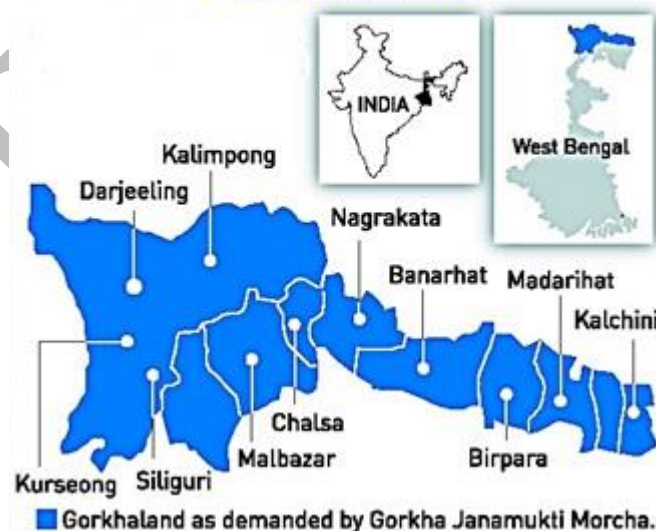 INDIA
West Bengal
Kalimpong
Darjeeling
Nagrakata
Banarhat
Madarihat
Kalchini
Chalsa
Malbazar
Birpara
Siliguri
Kurseong
Gorkhaland as demanded by Gorkha Janamukti Morcha